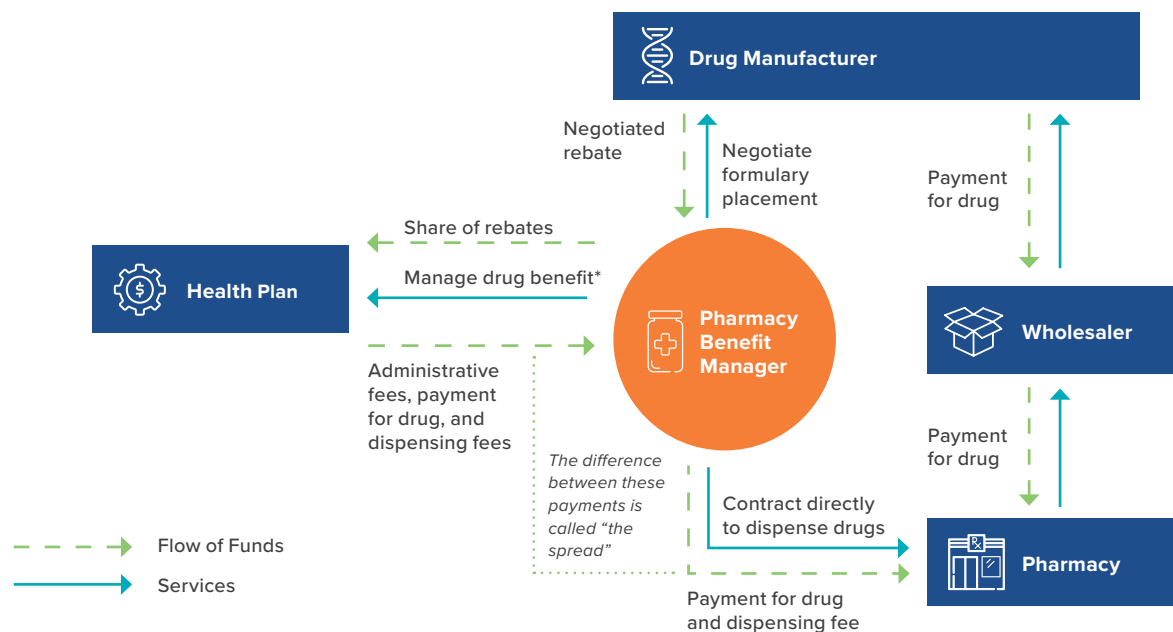 Drug Manufacturer
Negotiated
rebate
Negotiate
formulary
placement
Payment
for drug
Share of rebates
Manage drug benefit*
$
Health Plan
Pharmacy
Benefit
Manager
Wholesaler
Administrative
fees, payment
for drug, and
dispensing fees
Payment
for drug
The difference
between these
payments is
called “the
spread”
Contract directly
to dispense drugs
Rx
Pharmacy
Payment for drug
and dispensing fee
Flow of Funds
Services